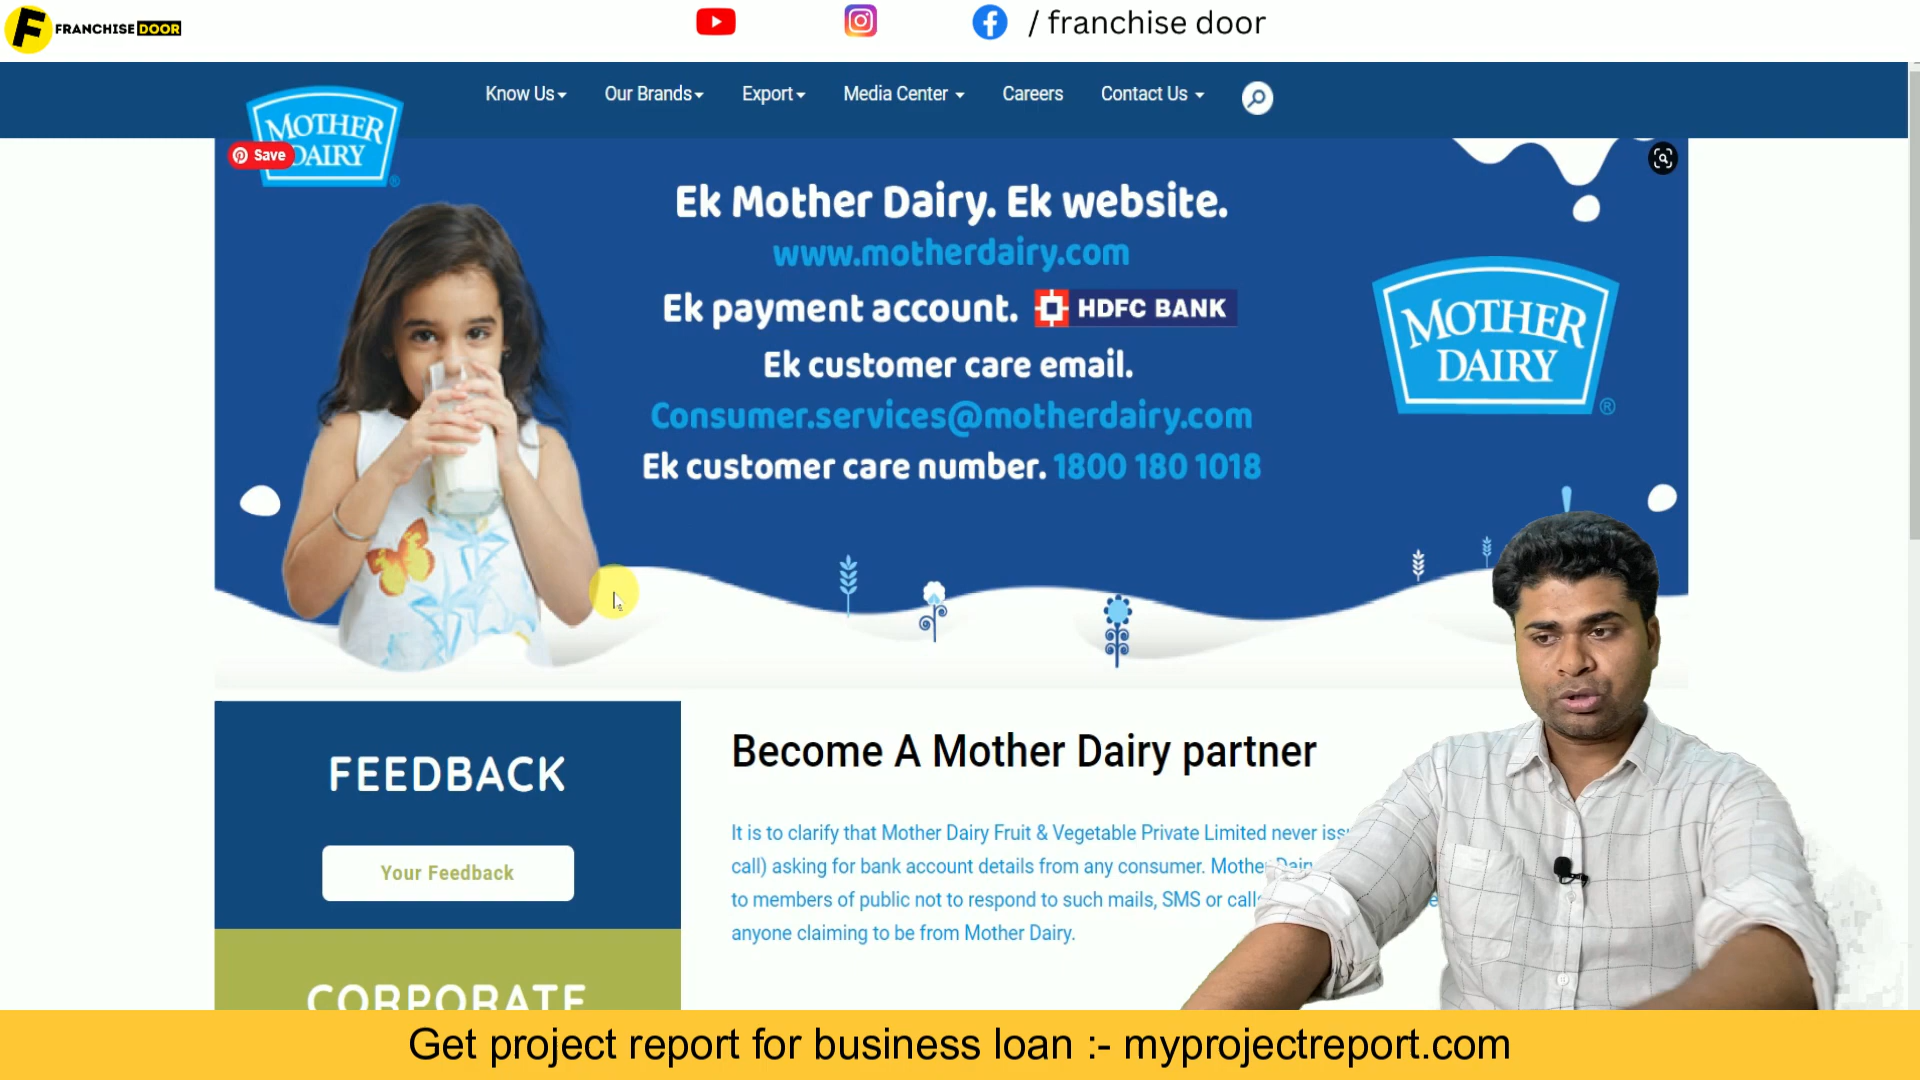 FRANCHISE DOOR
/ franchise door
Know Us
Our Brands
Export
Media Center
Careers
Contact Us
MOTHER
DAIRY
Save
Ek Mother Dairy. Ek website.
www.motherdairy.com
Ek payment account. HDFC BANK
Ek customer care email.
Consumer.services@motherdairy.com
Ek customer care number. 1800 180 1018
MOTHER
DAIRY
FEEDBACK
Your Feedback
CORPORATE
Become A Mother Dairy partner
It is to clarify that Mother Dairy Fruit & Vegetable Private Limited never
call) asking for bank account details from any consumer. Mother Dairy
to members of public not to respond to such mails, SMS or
anyone claiming to be from Mother Dairy.
Get project report for business loan :- myprojectreport.com